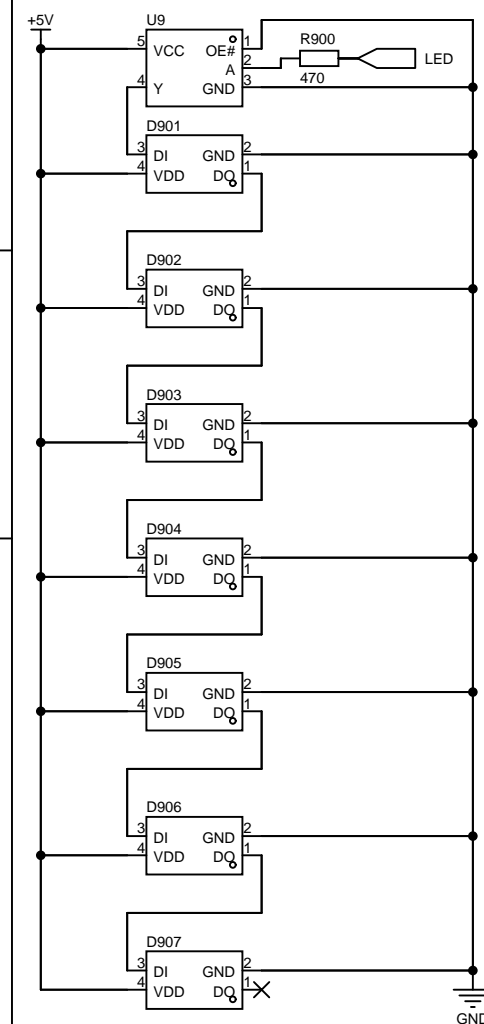 +5V
U9
5 VCC OE# 1
A 2
R900
LED
4 Y GND 3
470
D901
3 DI GND 2
4 VDD DO 1
D902
3 DI GND 2
4 VDD DO 1
D903
3 DI GND 2
4 VDD DO 1
D904
3 DI GND 2
4 VDD DO 1
D905
3 DI GND 2
4 VDD DO 1
D906
3 DI GND 2
4 VDD DO 1
D907
3 DI GND 2
4 VDD DO 1
GND